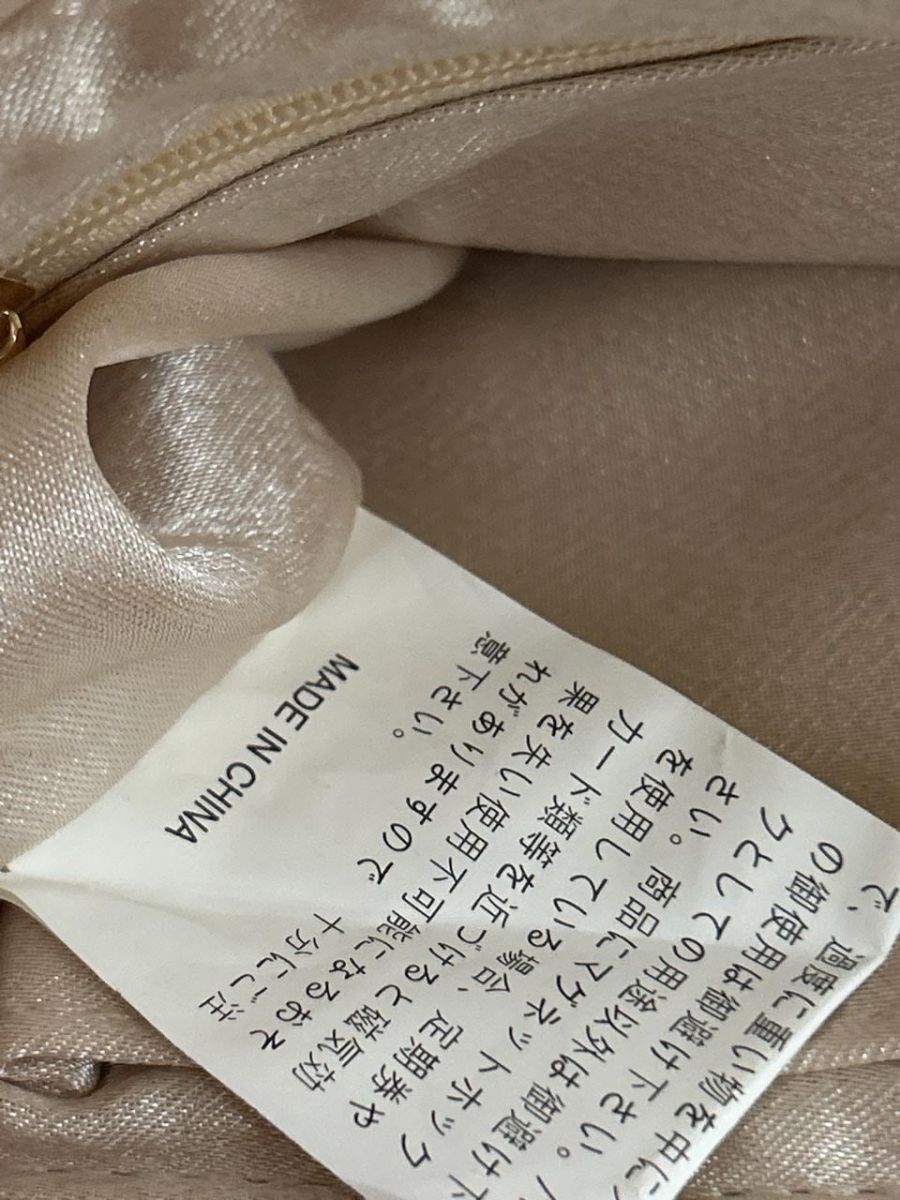 で、過度に重い物を中に
の御使用は御避け下さい。
クとしての用途以外は御避け下
さい。商品にマグネットホック
を使用している場合、定期券や
カード類等を近づけると磁気効
果を失い使用不可能になるおそ
れがありますので十分にご注
意下さい。
MADE IN CHINA